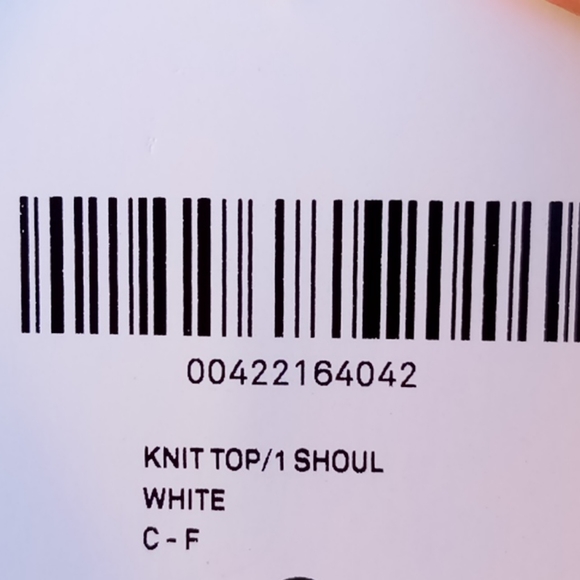 00422164042
KNIT TOP/1 SHOUL
WHITE
C - F